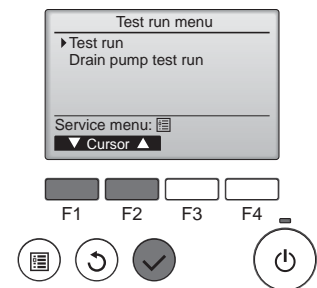 Test run menu
Test run
Drain pump test run
Service menu:
Cursor
F1 F2 F3 F4